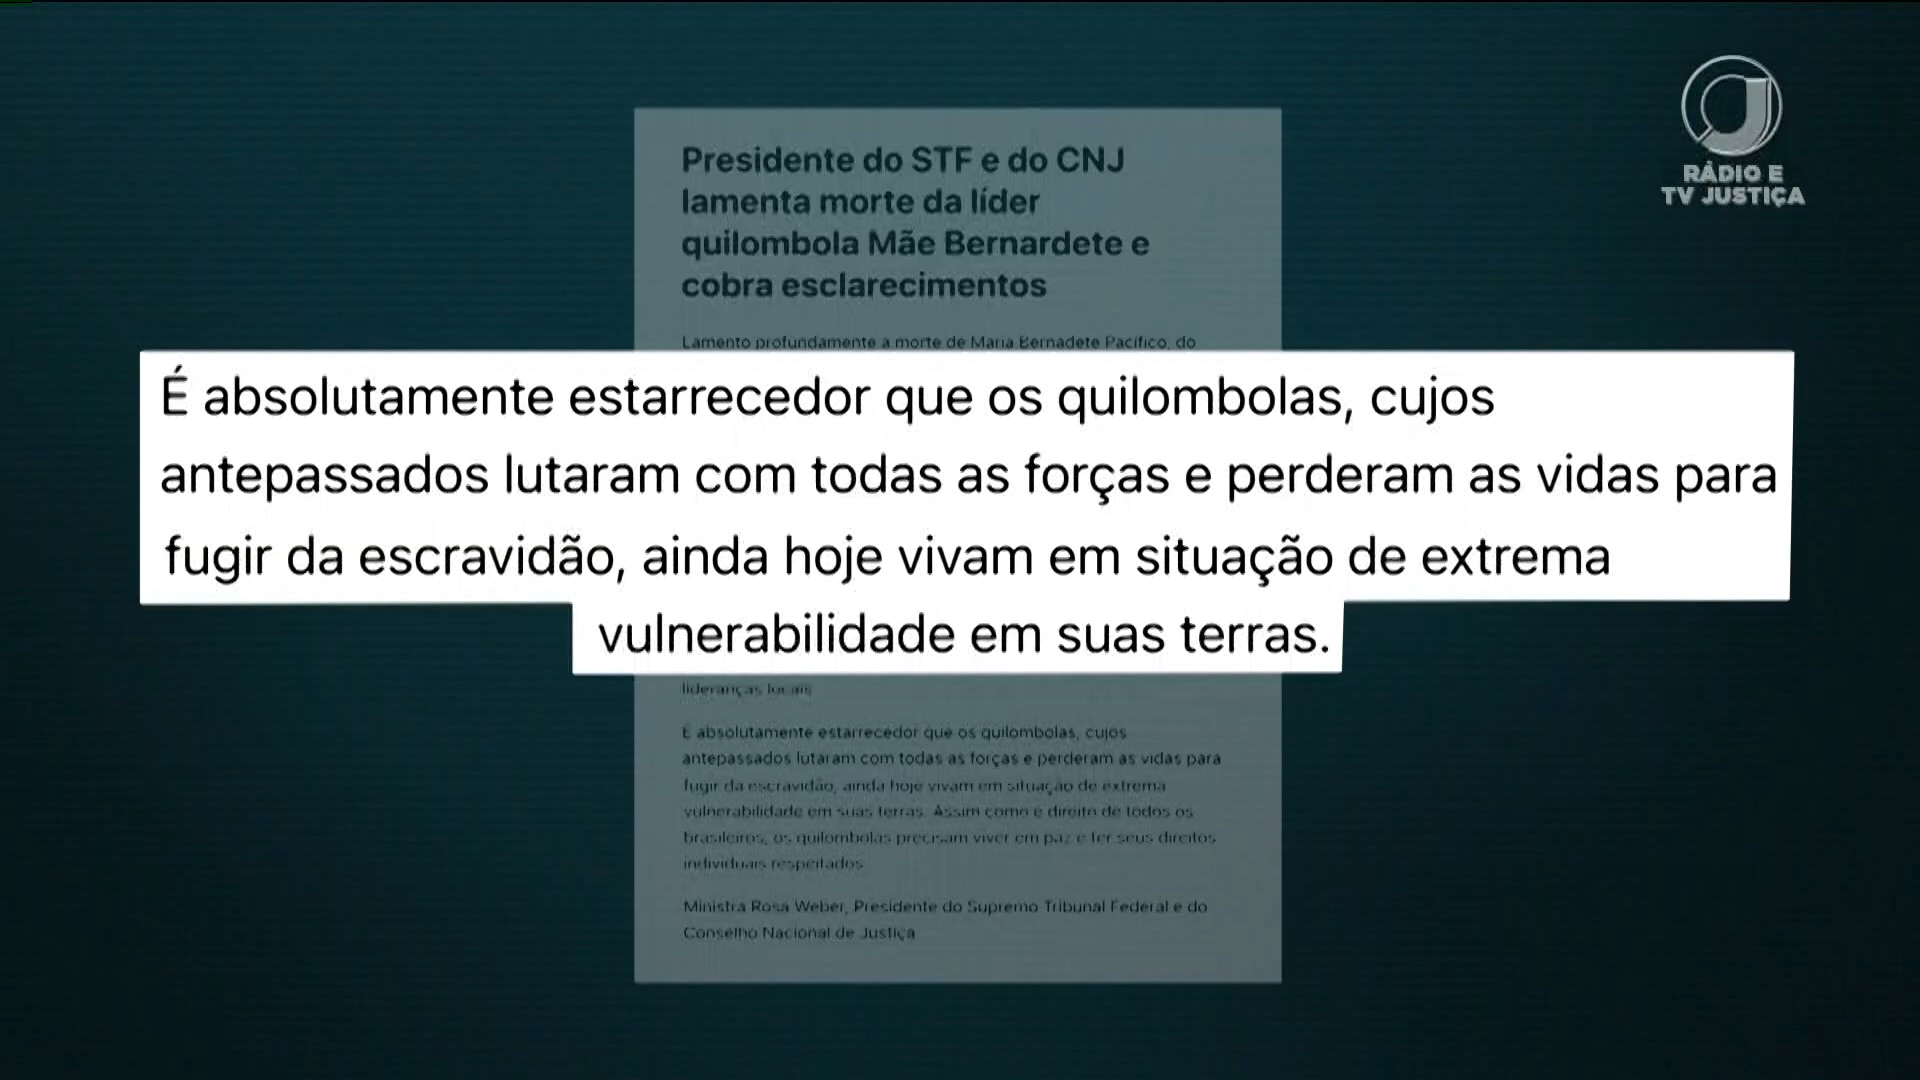 RÁDIO E
TV JUSTIÇA
Presidente do STF e do CNJ
lamenta morte da líder
quilombola Mãe Bernardete e
cobra esclarecimentos
Lamento profundamente a morte de Maria Bernadete Pacífico, do
É absolutamente estarrecedor que os quilombolas, cujos
antepassados lutaram com todas as forças e perderam as vidas para
fugir da escravidão, ainda hoje vivam em situação de extrema
vulnerabilidade em suas terras.
lideranças locais
É absolutamente estarrecedor que os quilombolas, cujos
antepassados lutaram com todas as forças e perderam as vidas para
fugir da escravidão, ainda hoje vivam em situação de extrema
vulnerabilidade em suas terras. Assim como é direito de todos os
brasileiros, os quilombolas precisam viver em paz e ter seus direitos
individuais respeitados
Ministra Rosa Weber, Presidente do Supremo Tribunal Federal e do
Conselho Nacional de Justiça